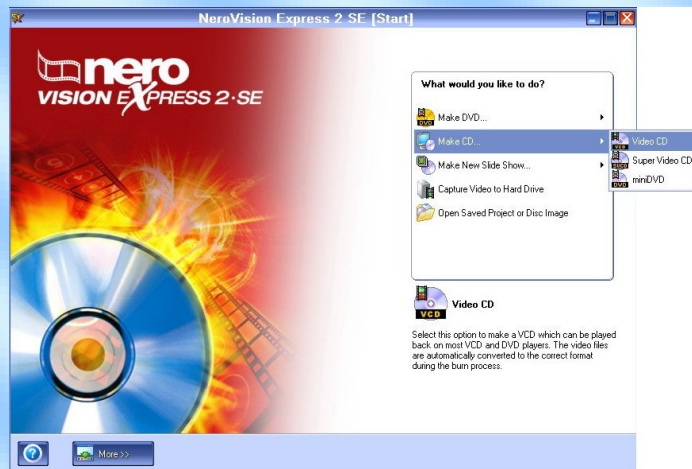 NeroVision Express 2 SE [Start]
nero
VISION EXPRESS 2·SE
What would you like to do?
Make DVD...
Make CD...
Make New Slide Show...
Capture Video to Hard Drive
Open Saved Project or Disc Image
Video CD
Super Video CD
miniDVD
VCD
Video CD
Select this option to make a VCD which can be played
back on most VCD and DVD players. The video files
are automatically converted to the correct format
during the burn process.
More >>